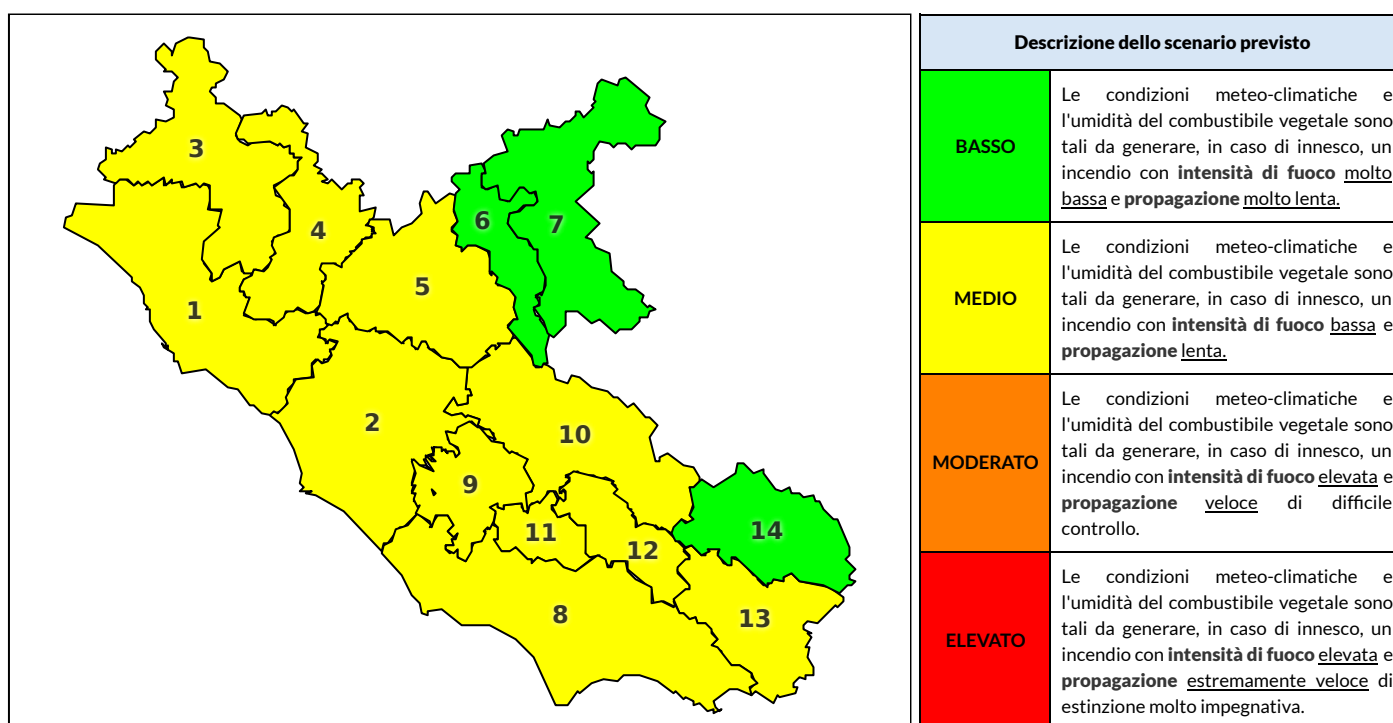 3
4
6
7
5
1
2
10
9
11
12
14
8
13
Descrizione dello scenario previsto
BASSO
Le condizioni meteo-climatiche e
l'umidità del combustibile vegetale sono
tali da generare, in caso di innesco, un
incendio con intensità di fuoco molto
bassa e propagazione molto lenta.
MEDIO
Le condizioni meteo-climatiche e
l'umidità del combustibile vegetale sono
tali da generare, in caso di innesco, un
incendio con intensità di fuoco bassa e
propagazione lenta.
MODERATO
Le condizioni meteo-climatiche e
l'umidità del combustibile vegetale sono
tali da generare, in caso di innesco, un
incendio con intensità di fuoco elevata e
propagazione veloce di difficile
controllo.
ELEVATO
Le condizioni meteo-climatiche e
l'umidità del combustibile vegetale sono
tali da generare, in caso di innesco, un
incendio con intensità di fuoco elevata e
propagazione estremamente veloce di
estinzione molto impegnativa.